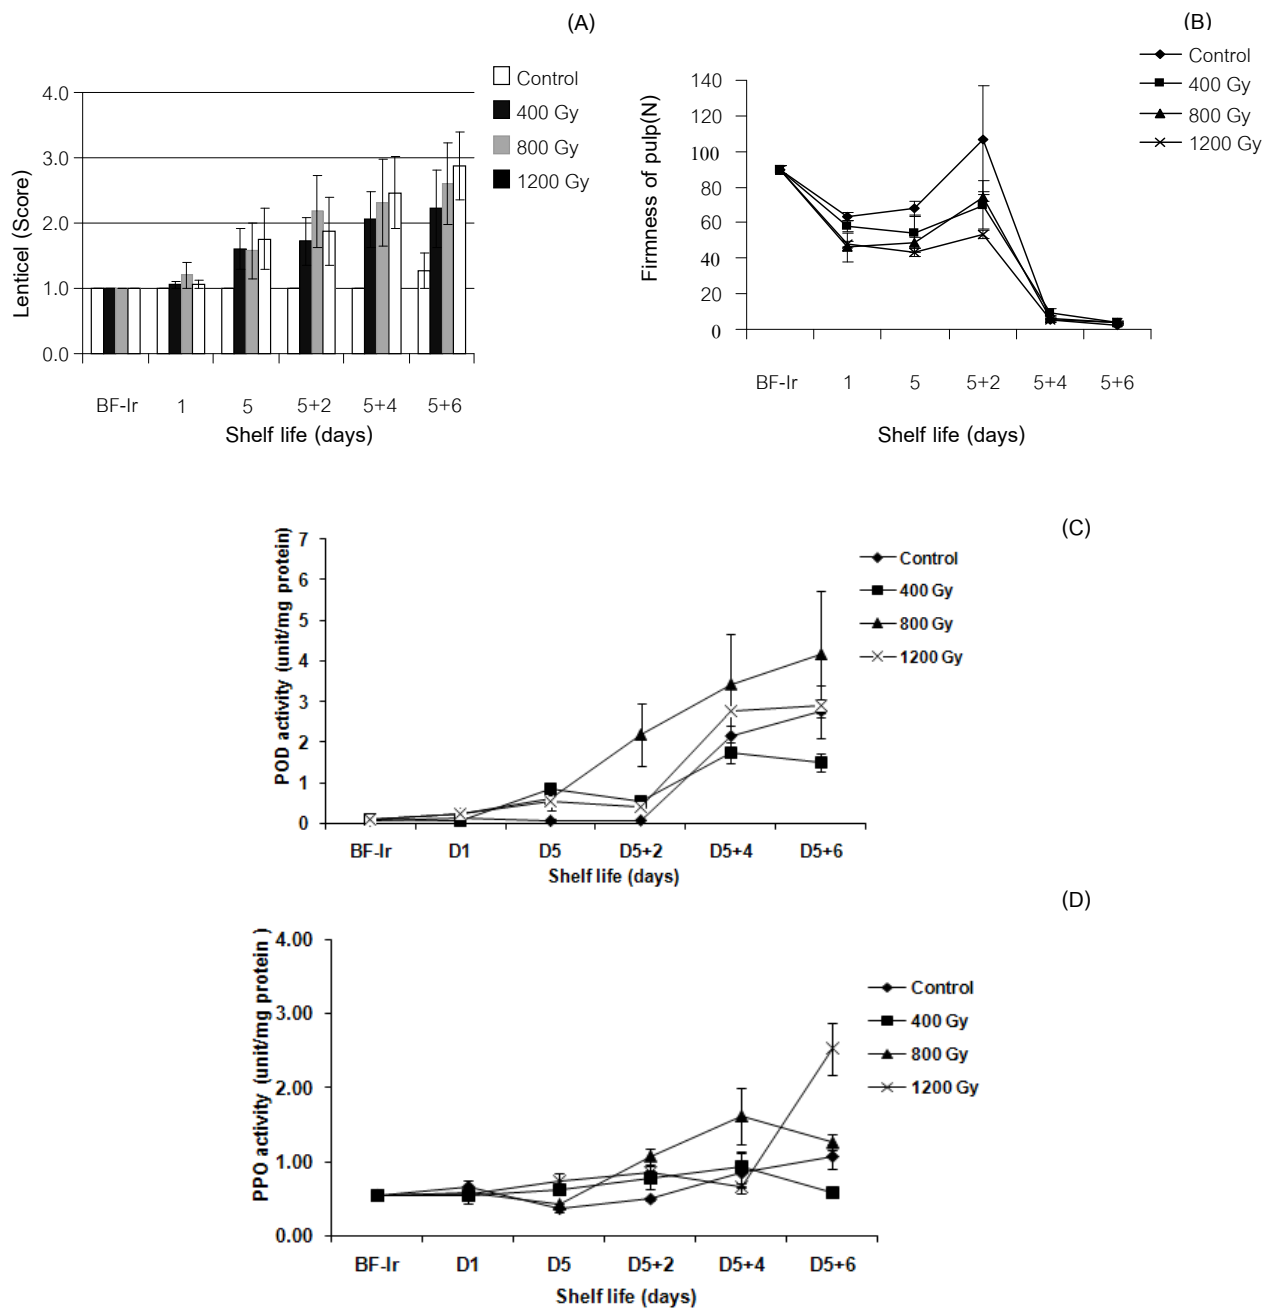 (A)
Control
400 Gy
800 Gy
1200 Gy
Lenticel (Score)
4.0
3.0
2.0
1.0
0.0
BF-Ir 1 5 5+2 5+4 5+6
Shelf life (days)
(B)
Control
400 Gy
800 Gy
1200 Gy
Firmness of pulp(N)
140
120
100
80
60
40
20
0
BF-Ir 1 5 5+2 5+4 5+6
Shelf life (days)
(C)
Control
400 Gy
800 Gy
1200 Gy
POD activity (unit/mg protein)
7
6
5
4
3
2
1
0
BF-Ir D1 D5 D5+2 D5+4 D5+6
Shelf life (days)
(D)
Control
400 Gy
800 Gy
1200 Gy
PPO activity (unit/mg protein )
4.00
3.00
2.00
1.00
0.00
BF-Ir D1 D5 D5+2 D5+4 D5+6
Shelf life (days)